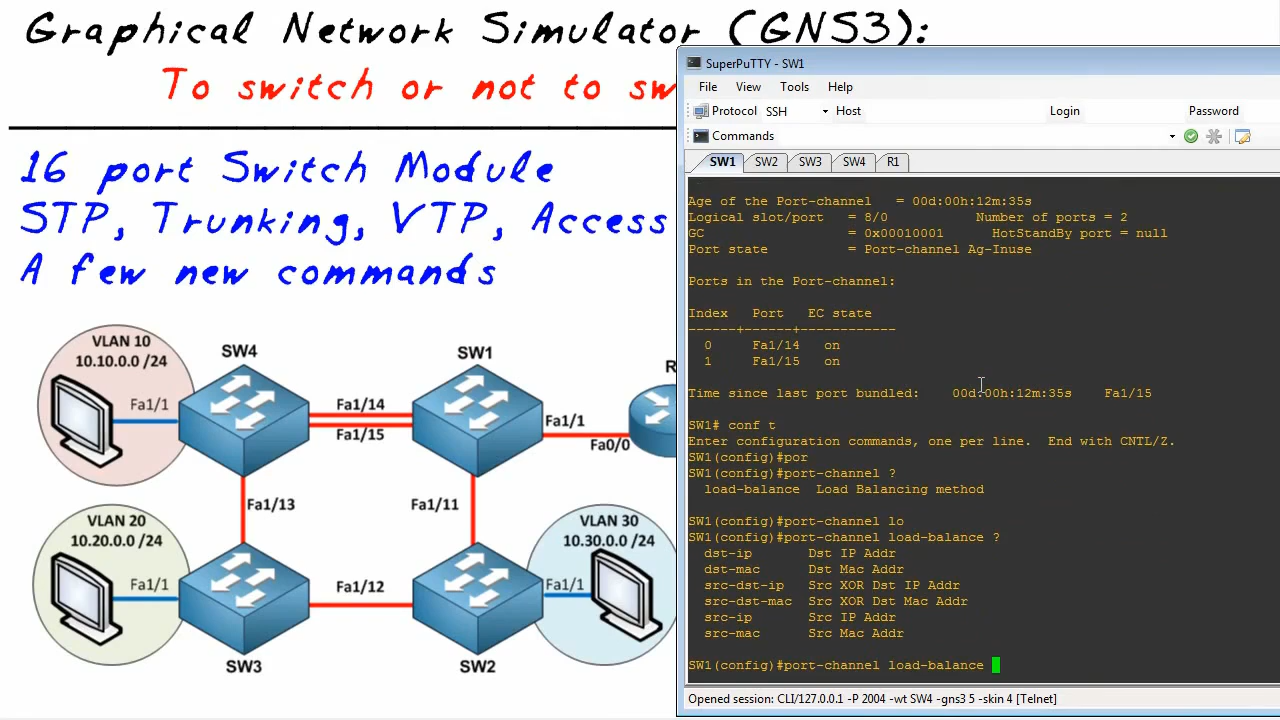 Graphical Network Simulator (GNS3):
To switch or not to sw
16 port Switch Module
STP, Trunking, VTP, Access
A few new commands
VLAN 10
10.10.0.0 /24
Fa1/1
SW4
Fa1/14
Fa1/15
SW1
Fa1/1
Fa0/0
R
Fa1/13
Fa1/11
VLAN 20
10.20.0.0 /24
Fa1/1
SW3
Fa1/12
SW2
Fa1/1
VLAN 30
10.30.0.0 /24
SuperPuTTY - SW1
File View Tools Help
Protocol SSH Host Login Password
Commands
SW1 SW2 SW3 SW4 R1
Age of the Port-channel = 00d:00h:12m:35s
Logical slot/port = 8/0 Number of ports = 2
GC = 0x00010001 HotStandBy port = null
Port state = Port-channel Ag-Inuse
Ports in the Port-channel:
Index Port EC state
------+------+------------
0 Fa1/14 on
1 Fa1/15 on
Time since last port bundled: 00d:00h:12m:35s Fa1/15
SW1# conf t
Enter configuration commands, one per line. End with CNTL/Z.
SW1(config)#por
SW1(config)#port-channel ?
load-balance Load Balancing method
SW1(config)#port-channel lo
SW1(config)#port-channel load-balance ?
dst-ip Dst IP Addr
dst-mac Dst Mac Addr
src-dst-ip Src XOR Dst IP Addr
src-dst-mac Src XOR Dst Mac Addr
src-ip Src IP Addr
src-mac Src Mac Addr
SW1(config)#port-channel load-balance
Opened session: CLI/127.0.0.1 -P 2004 -wt SW4 -gns3 5 -skin 4 [Telnet]